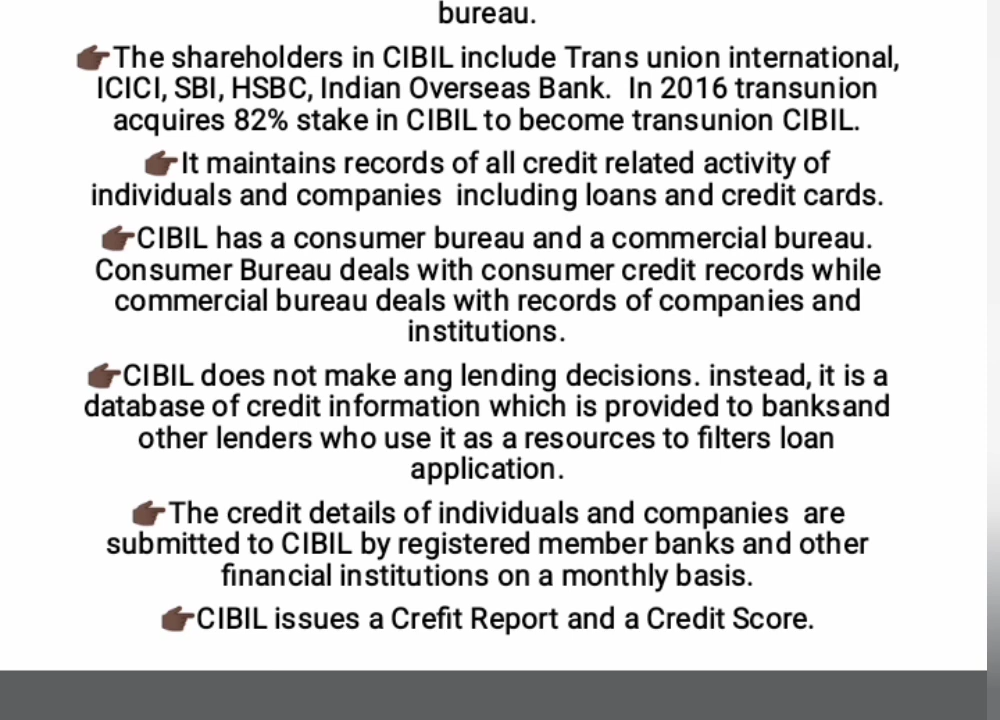 bureau.
👉🏿The shareholders in CIBIL include Trans union international,
ICICI, SBI, HSBC, Indian Overseas Bank.  In 2016 transunion
acquires 82% stake in CIBIL to become transunion CIBIL.
👉🏿It maintains records of all credit related activity of
individuals and companies  including loans and credit cards.
👉🏿CIBIL has a consumer bureau and a commercial bureau.
Consumer Bureau deals with consumer credit records while
commercial bureau deals with records of companies and
institutions.
👉🏿CIBIL does not make ang lending decisions. instead, it is a
database of credit information which is provided to banksand
other lenders who use it as a resources to filters loan
application.
👉🏿The credit details of individuals and companies  are
submitted to CIBIL by registered member banks and other
financial institutions on a monthly basis.
👉🏿CIBIL issues a Crefit Report and a Credit Score.